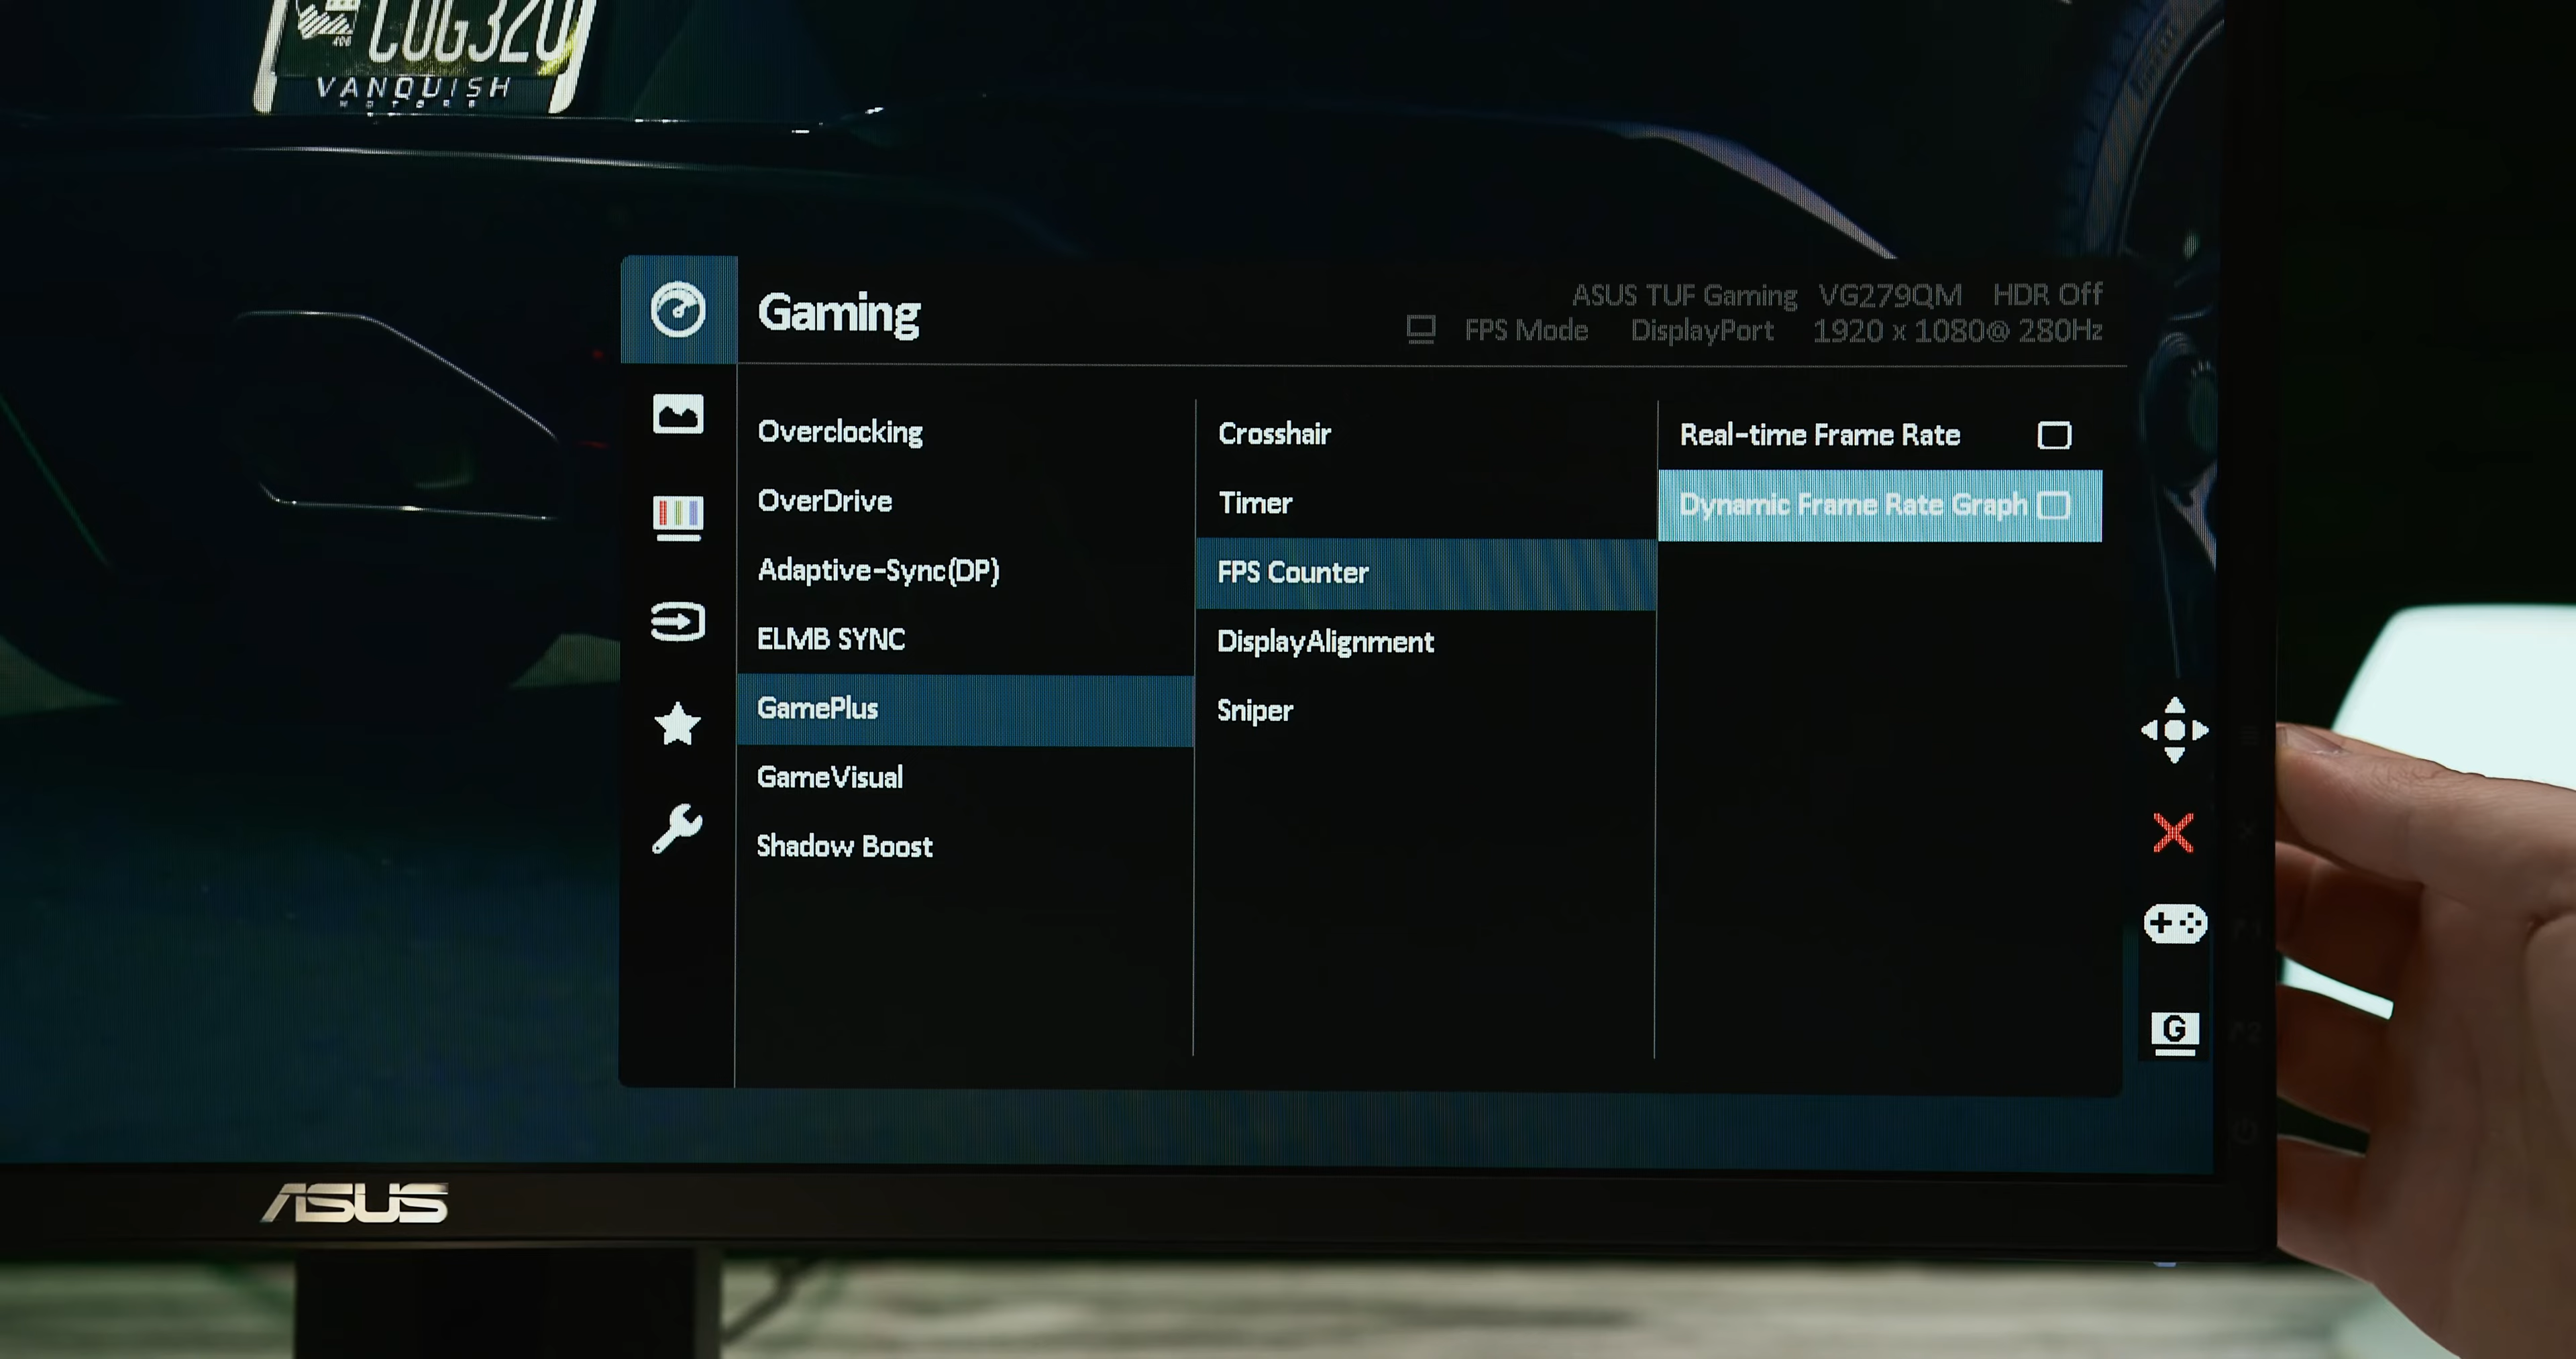 COG320
VANQUISH
MOTORS
Gaming
ASUS TUF Gaming VG279QM HDR Off
FPS Mode DisplayPort 1920 x 1080@ 280Hz
Overclocking
OverDrive
Adaptive-Sync(DP)
ELMB SYNC
GamePlus
GameVisual
Shadow Boost
Crosshair
Timer
FPS Counter
DisplayAlignment
Sniper
Real-time Frame Rate
Dynamic Frame Rate Graph
G
ASUS